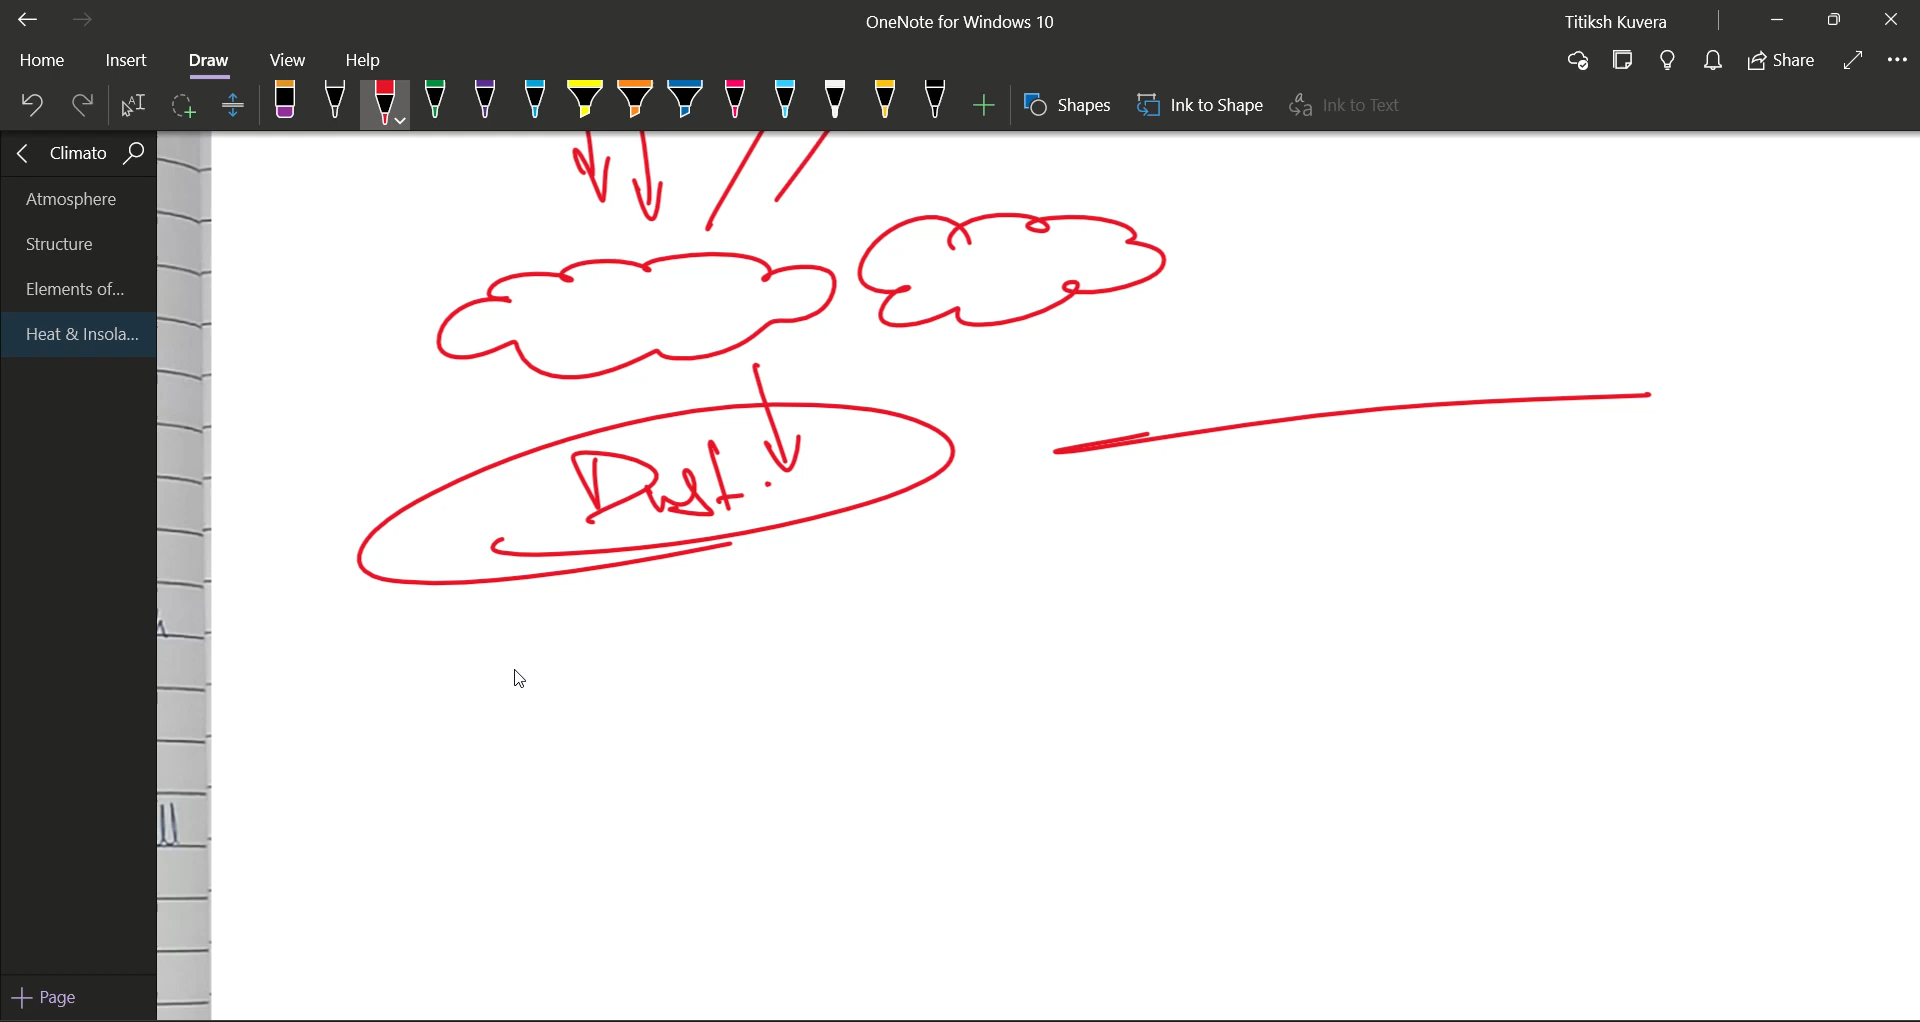 OneNote for Windows 10
Titiksh Kuvera
Home
Insert
Draw
View
Help
Share
Shapes
Ink to Shape
Ink to Text
Climato
Atmosphere
Structure
Elements of...
Heat & Insola...
Dust.
Page